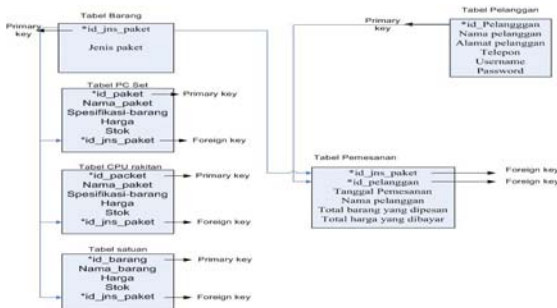 Tabel Barang
Primary key
*id_jns_paket
Jenis paket
Tabel Pelanggan
Primary key
*id_Pelangggan
Nama pelanggan
Alamat pelanggan
Telepon
Username
Password
Tabel PC Set
*id_paket
Primary key
Nama_paket
Spesifikasi-barang
Harga
Stok
*id_jns_paket
Foreign key
Tabel CPU rakitan
*id_packet
Primary key
Nama_paket
Spesifikasi-barang
Harga
Stok
*id_jns_paket
Foreign key
Tabel Pemesanan
*id_jns_paket
Foreign key
*id_pelanggan
Foreign key
Tanggal Pemesanan
Nama pelanggan
Total barang yang dipesan
Total harga yang dibayar
Tabel satuan
*id_barang
Primary key
Nama_barang
Harga
Stok
*id_jns_paket
Foreign key